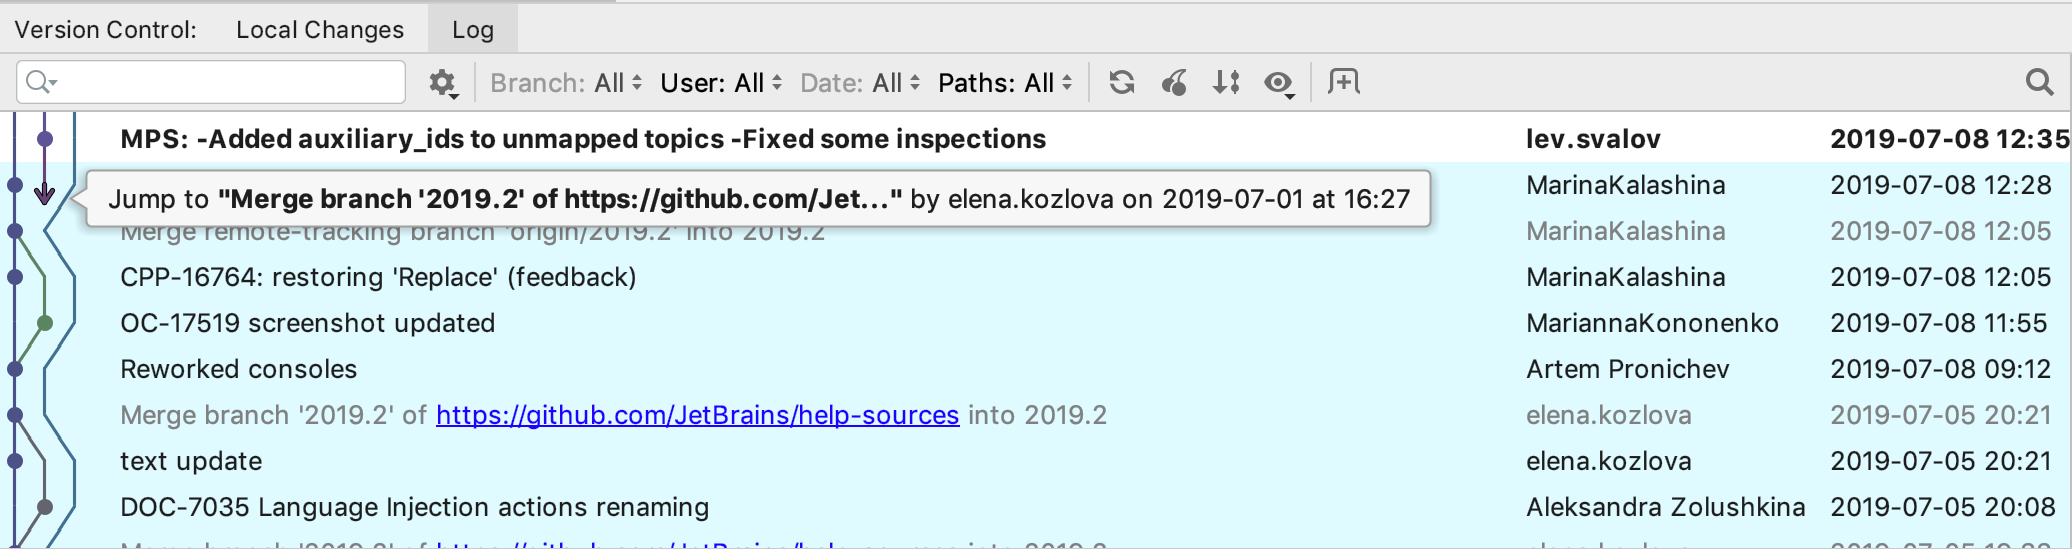 Version Control: Local Changes Log
Branch: All User: All Date: All Paths: All
MPS: -Added auxiliary_ids to unmapped topics -Fixed some inspections lev.svalov 2019-07-08 12:35
Jump to "Merge branch '2019.2' of https://github.com/Jet..." by elena.kozlova on 2019-07-01 at 16:27 MarinaKalashina 2019-07-08 12:28
Merge remote-tracking branch 'origin/2019.2' into 2019.2 MarinaKalashina 2019-07-08 12:05
CPP-16764: restoring 'Replace' (feedback) MarinaKalashina 2019-07-08 12:05
OC-17519 screenshot updated MariannaKononenko 2019-07-08 11:55
Reworked consoles Artem Pronichev 2019-07-08 09:12
Merge branch '2019.2' of https://github.com/JetBrains/help-sources into 2019.2 elena.kozlova 2019-07-05 20:21
text update elena.kozlova 2019-07-05 20:21
DOC-7035 Language Injection actions renaming Aleksandra Zolushkina 2019-07-05 20:08